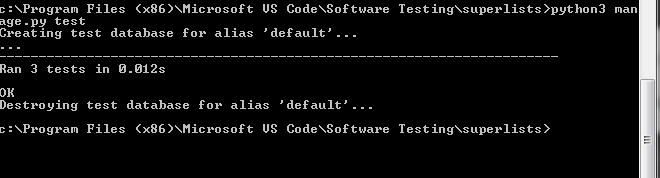 c:\Program Files (x86)\Microsoft VS Code\Software Testing\superlists>python3 man
age.py test
Creating test database for alias 'default'...
...
----------------------------------------------------------------------
Ran 3 tests in 0.012s
OK
Destroying test database for alias 'default'...
c:\Program Files (x86)\Microsoft VS Code\Software Testing\superlists>